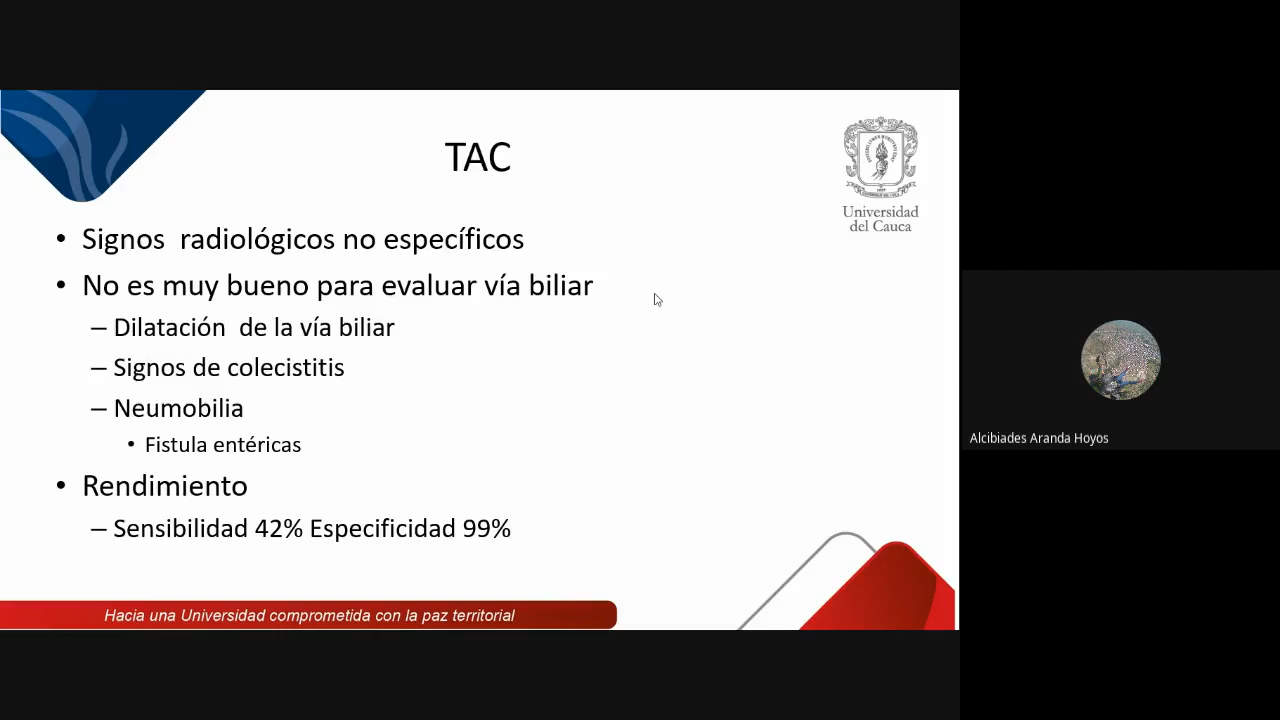 TAC
Universidad
del Cauca
• Signos radiológicos no específicos
• No es muy bueno para evaluar vía biliar
– Dilatación de la vía biliar
– Signos de colecistitis
– Neumobilia
• Fistula entéricas
• Rendimiento
– Sensibilidad 42% Especificidad 99%
Hacia una Universidad comprometida con la paz territorial
Alcibiades Aranda Hoyos